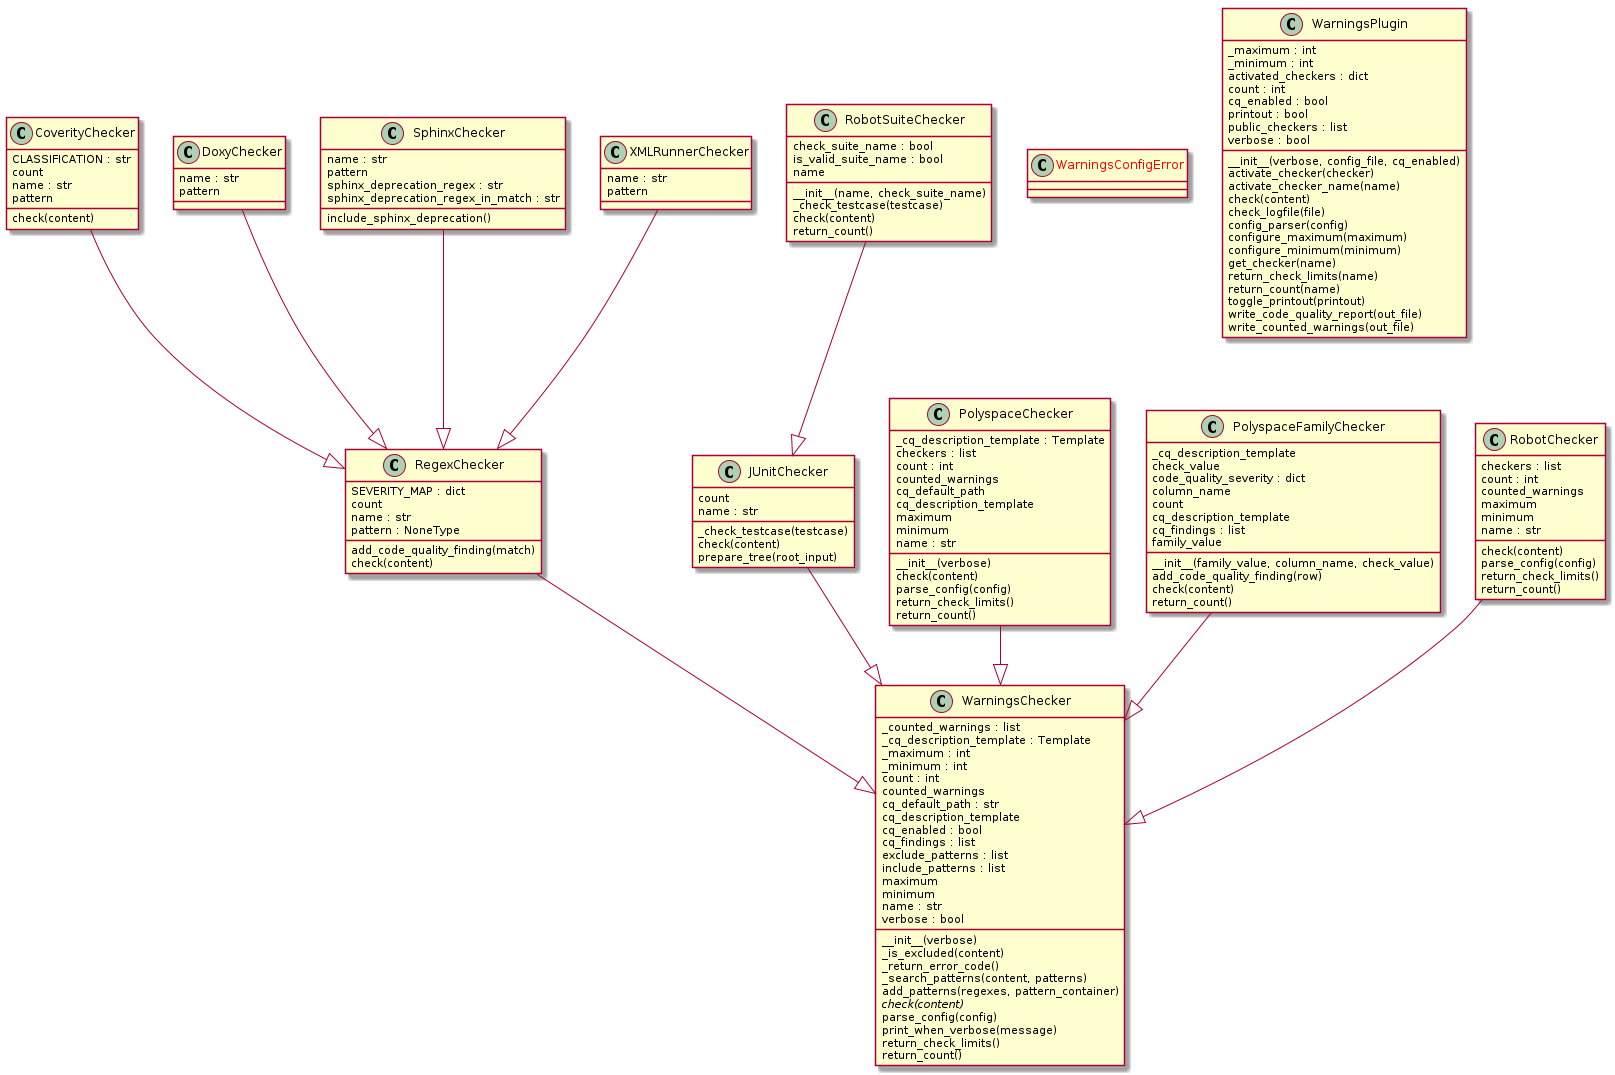 C WarningsPlugin
_maximum : int
_minimum : int
activated_checkers : dict
count : int
cq_enabled : bool
printout : bool
public_checkers : list
verbose : bool
__init__(verbose, config_file, cq_enabled)
activate_checker(checker)
activate_checker_name(name)
check(content)
check_logfile(file)
config_parser(config)
configure_maximum(maximum)
configure_minimum(minimum)
get_checker(name)
return_check_limits(name)
return_count(name)
toggle_printout(printout)
write_code_quality_report(out_file)
write_counted_warnings(out_file)
C CoverityChecker
CLASSIFICATION : str
count
name : str
pattern
check(content)
C DoxyChecker
name : str
pattern
C SphinxChecker
name : str
pattern
sphinx_deprecation_regex : str
sphinx_deprecation_regex_in_match : str
include_sphinx_deprecation()
C XMLRunnerChecker
name : str
pattern
C RobotSuiteChecker
check_suite_name : bool
is_valid_suite_name : bool
name
__init__(name, check_suite_name)
_check_testcase(testcase)
check(content)
return_count()
C WarningsConfigError
C RegexChecker
SEVERITY_MAP : dict
count
name : str
pattern : NoneType
add_code_quality_finding(match)
check(content)
C JUnitChecker
count
name : str
_check_testcase(testcase)
check(content)
prepare_tree(root_input)
C PolyspaceChecker
_cq_description_template : Template
checkers : list
count : int
counted_warnings
cq_default_path
cq_description_template
maximum
minimum
name : str
__init__(verbose)
check(content)
parse_config(config)
return_check_limits()
return_count()
C PolyspaceFamilyChecker
_cq_description_template
check_value
code_quality_severity : dict
column_name
count
cq_description_template
cq_findings : list
family_value
__init__(family_value, column_name, check_value)
add_code_quality_finding(row)
check(content)
return_count()
C RobotChecker
checkers : list
count : int
counted_warnings
maximum
minimum
name : str
check(content)
parse_config(config)
return_check_limits()
return_count()
C WarningsChecker
_counted_warnings : list
_cq_description_template : Template
_maximum : int
_minimum : int
count : int
counted_warnings
cq_default_path : str
cq_description_template
cq_enabled : bool
cq_findings : list
exclude_patterns : list
include_patterns : list
maximum
minimum
name : str
verbose : bool
__init__(verbose)
_is_excluded(content)
_return_error_code()
_search_patterns(content, patterns)
add_patterns(regexes, pattern_container)
check(content)
parse_config(config)
print_when_verbose(message)
return_check_limits()
return_count()